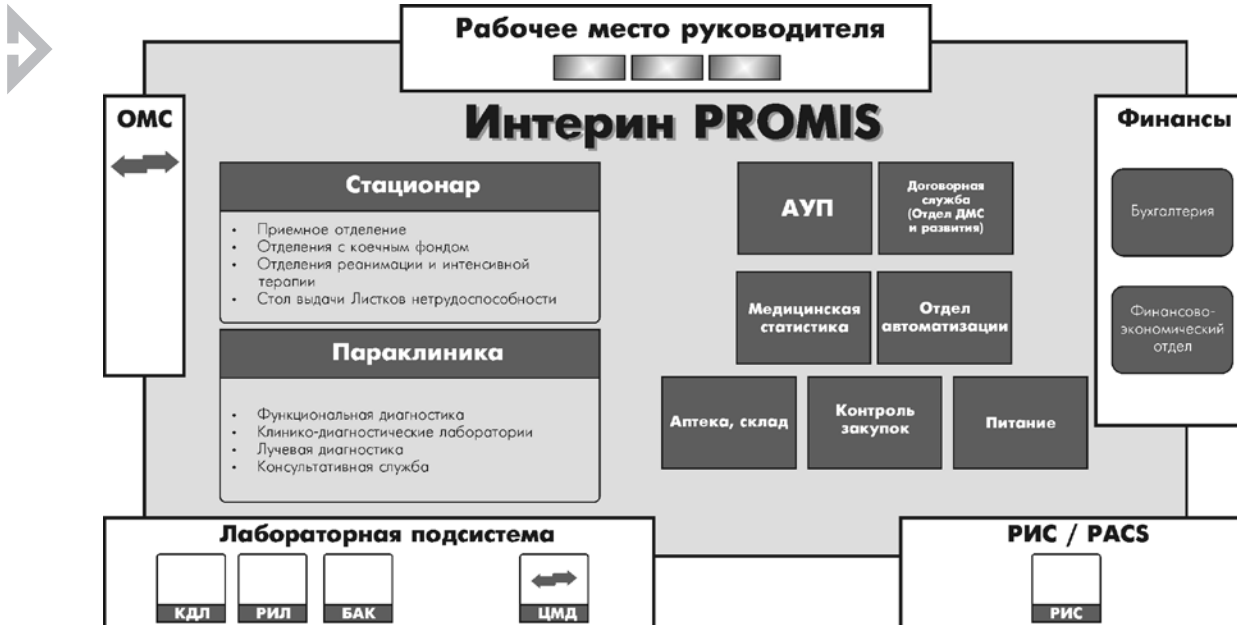 Рабочее место руководителя
ОМС
Интерин PROMIS
Финансы
Стационар
• Приемное отделение
• Отделения с коечным фондом
• Отделения реанимации и интенсивной
терапии
• Стол выдачи Листков нетрудоспособности
Параклиника
• Функциональная диагностика
• Клинико-диагностические лаборатории
• Лучевая диагностика
• Консультативная служба
АУП
Договорная
служба
(Отдел ДМС
и развития)
Медицинская
статистика
Отдел
автоматизации
Аптека, склад
Контроль
закупок
Питание
Бухгалтерия
Финансово-
экономический
отдел
Лабораторная подсистема
КДЛ
РИЛ
БАК
ЦМД
РИС / PACS
РИС